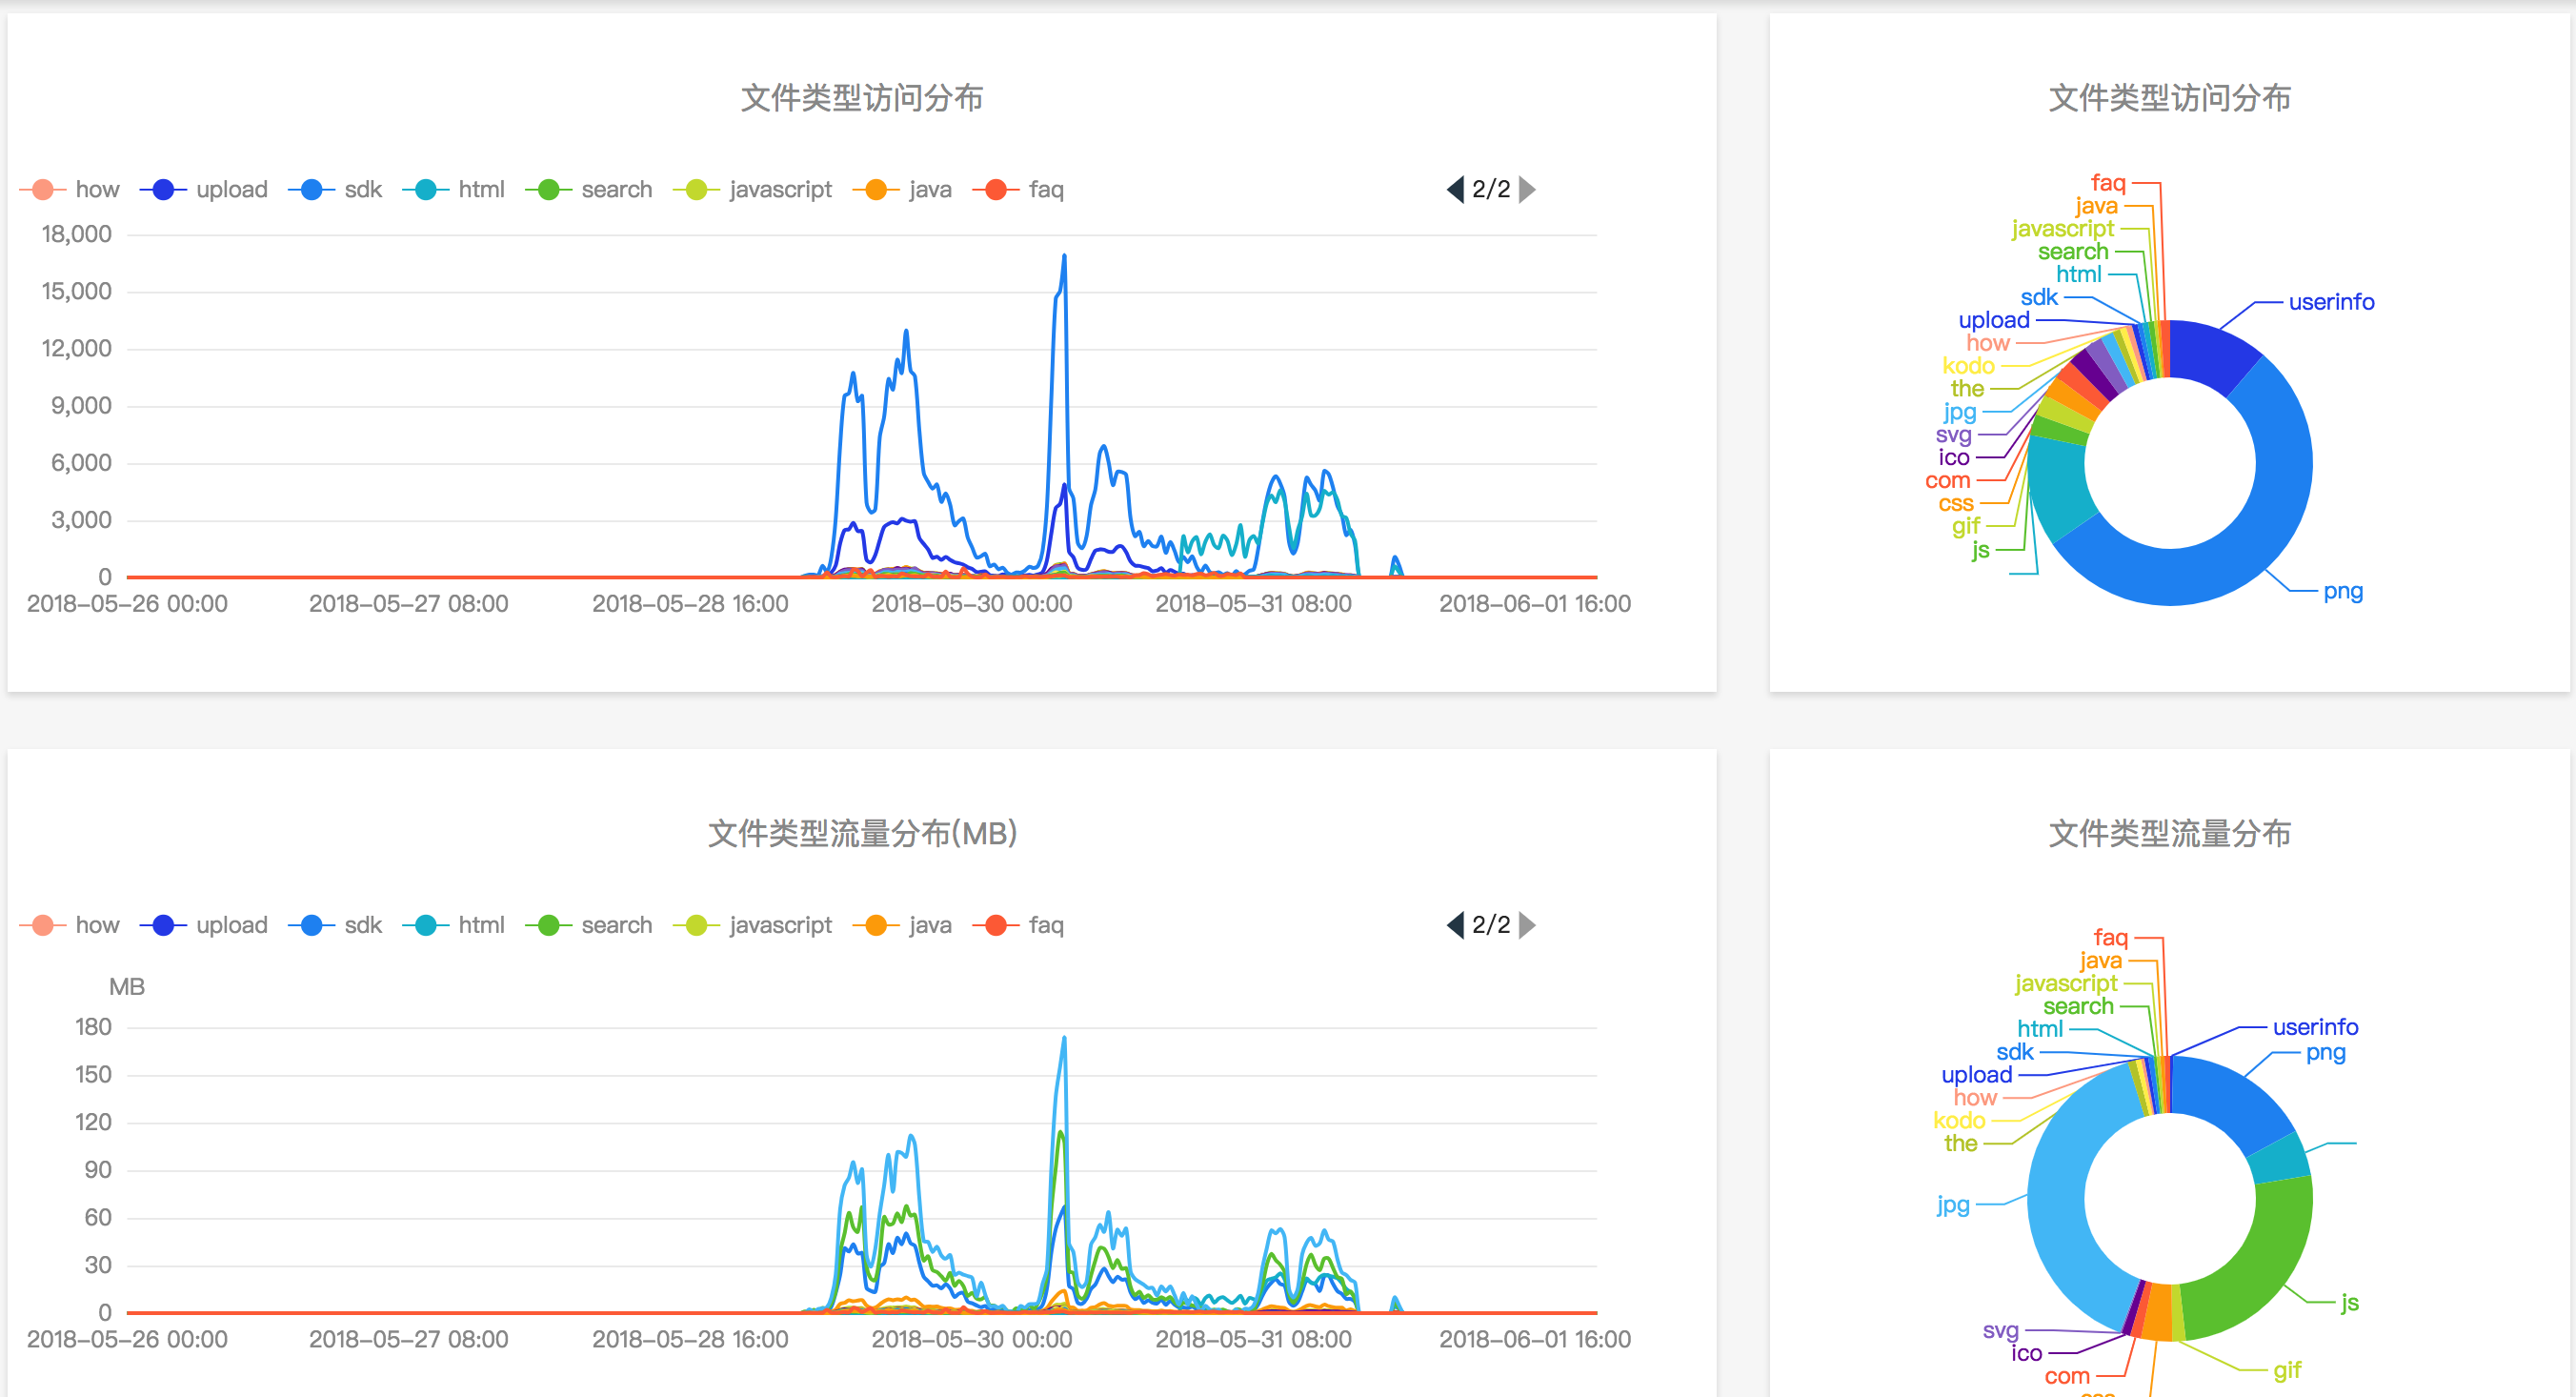 文件类型访问分布
how upload sdk html search javascript java faq 2/2
18,000
15,000
12,000
9,000
6,000
3,000
0
2018-05-26 00:00 2018-05-27 08:00 2018-05-28 16:00 2018-05-30 00:00 2018-05-31 08:00 2018-06-01 16:00
文件类型访问分布
faq
java
javascript
search
html
sdk
userinfo
upload
how
kodo
the
jpg
svg
ico
com
css
gif
js
png
文件类型流量分布(MB)
how upload sdk html search javascript java faq 2/2
MB
180
150
120
90
60
30
0
2018-05-26 00:00 2018-05-27 08:00 2018-05-28 16:00 2018-05-30 00:00 2018-05-31 08:00 2018-06-01 16:00
文件类型流量分布
faq
java
javascript
search
html
userinfo
sdk
png
upload
how
kodo
the
jpg
js
svg
ico
gif
com